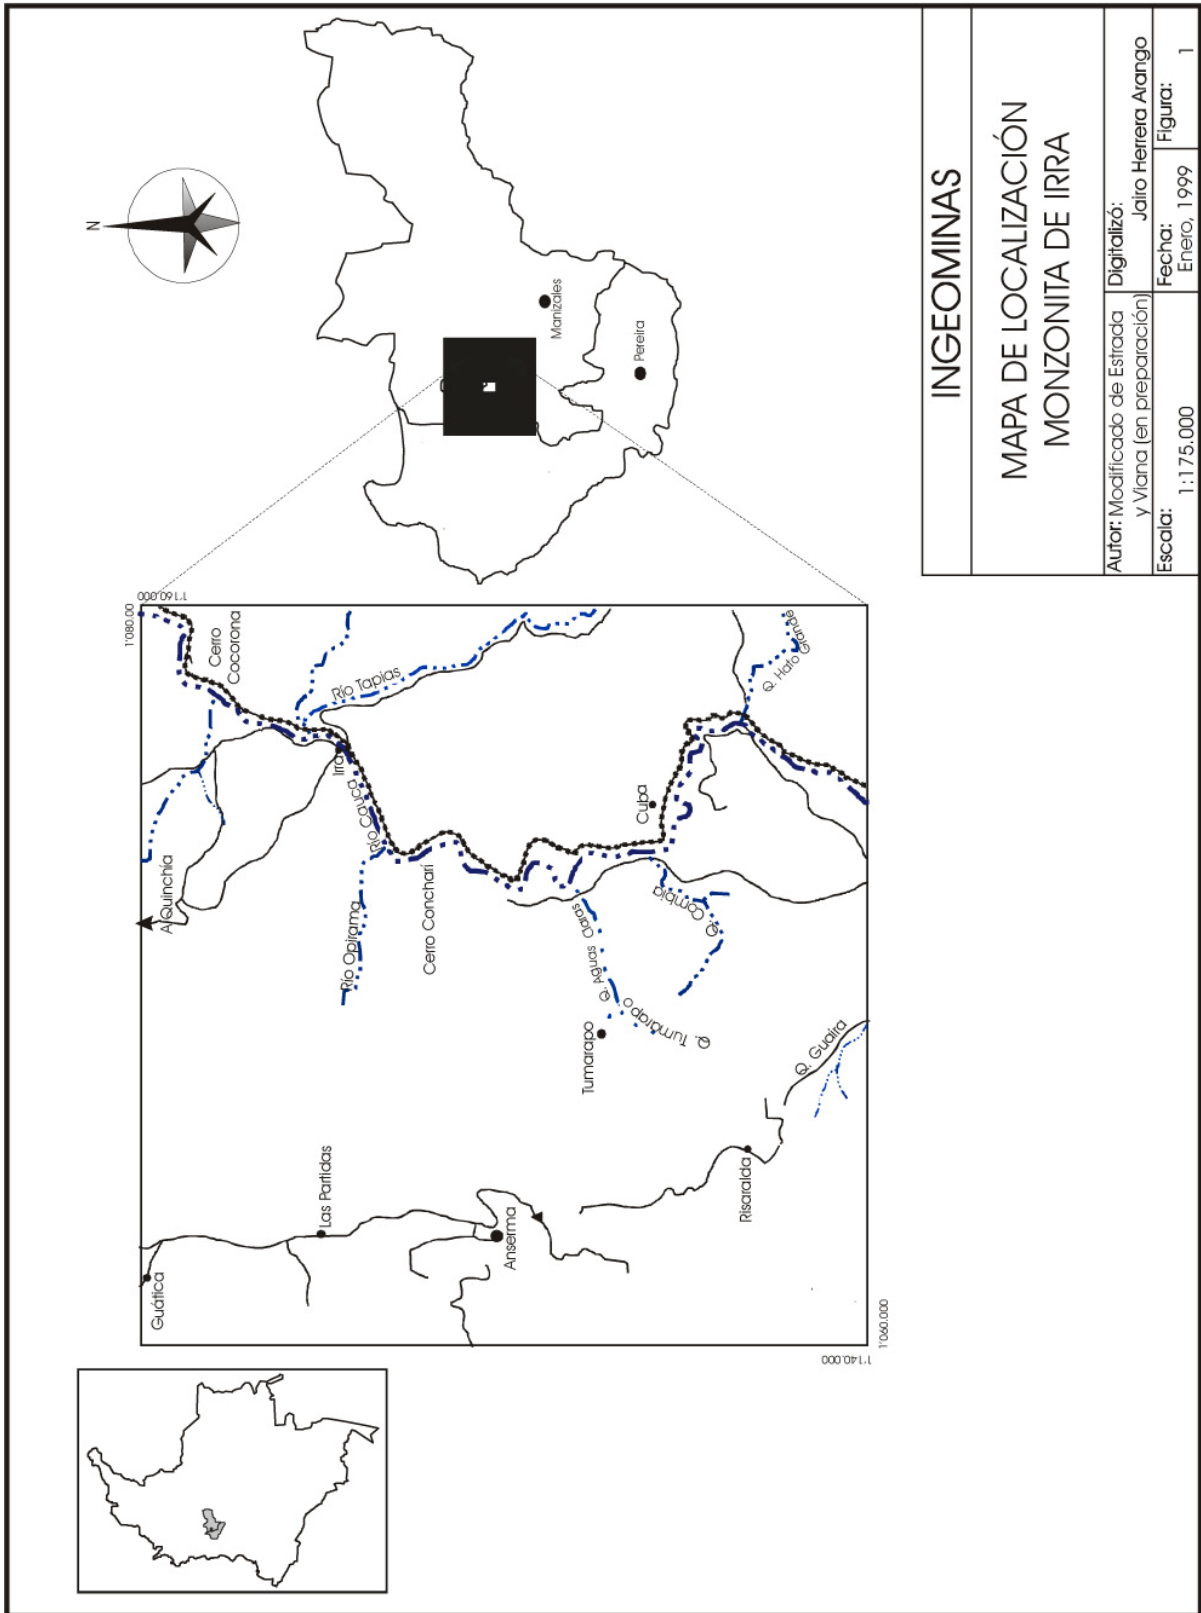 N
Manizales
Pereira
1'080.00
1'160.000
Cerro
Cocorona
Río Tapias
Q. Hato Grande
Irra
Río Cauca
Cuba
A Quinchía
Río Opirama
Cerro Concharí
Q. Aguas Claras
Q. Combia
Tumarapo
Q. Tumarapo
Q. Guaira
Las Partidas
Risaralda
Guática
Anserma
1'140.000
1,060.000
INGEOMINAS
MAPA DE LOCALIZACIÓN
MONZONITA DE IRRA
Autor: Modificado de Estrada
y Viana (en preparación)
Digitalizó:
Jairo Herrera Arango
Escala:
1:175.000
Fecha:
Enero, 1999
Figura:
1